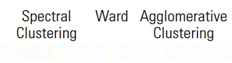 Spectral Ward Agglomerative
Clustering Clustering